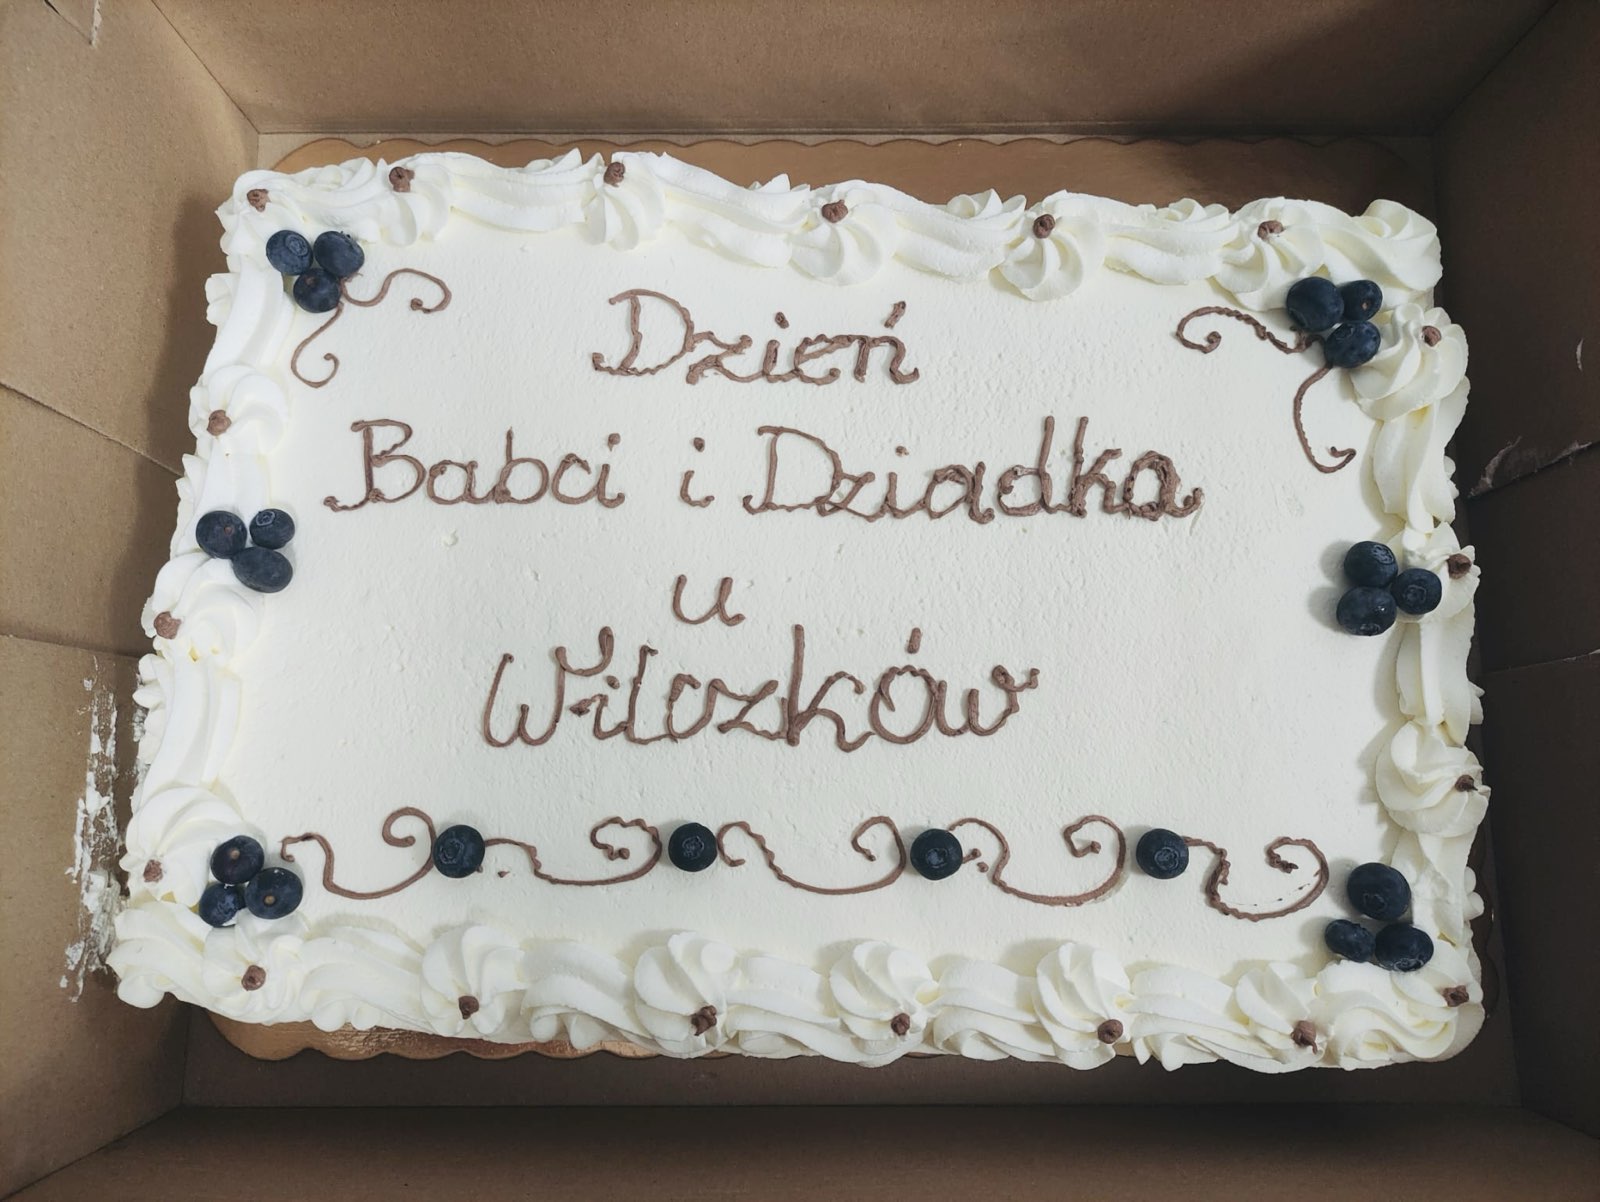 Dzień
Babci i Dziadka
u
Wilczków